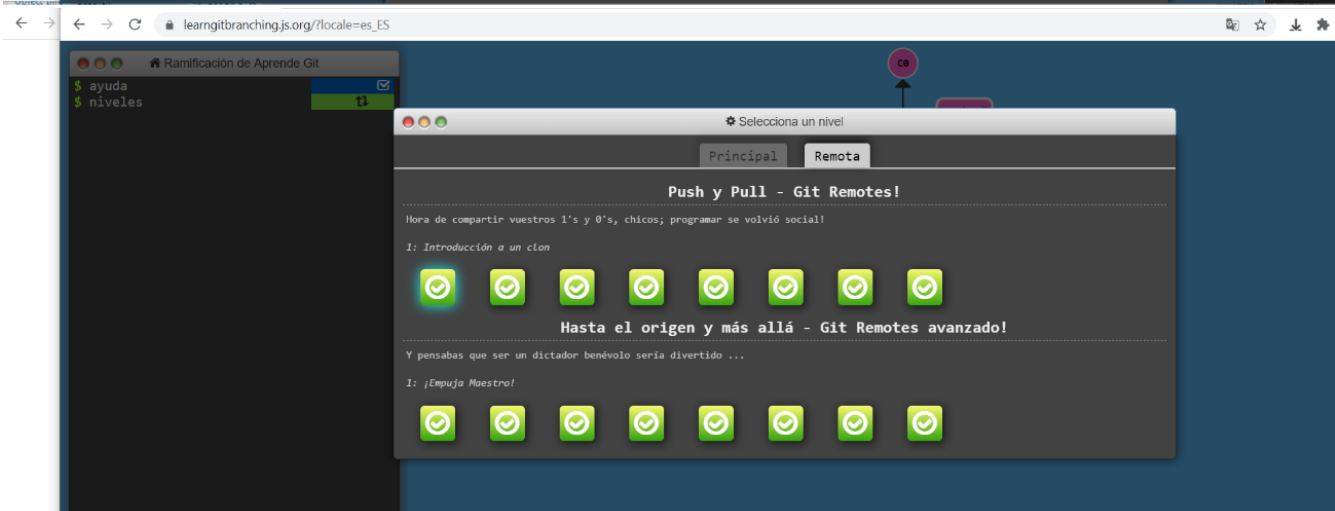 learngitbranching.js.org/?locale=es_ES
Ramificación de Aprende Git
$ ayuda
$ niveles
c0
Selecciona un nivel
Principal Remota
Push y Pull - Git Remotes!
Hora de compartir vuestros 1's y 0's, chicos; programar se volvió social!
1: Introducción a un clon
Hasta el origen y más allá - Git Remotes avanzado!
Y pensabas que ser un dictador benévolo sería divertido ...
1: ¡Empuja Maestro!